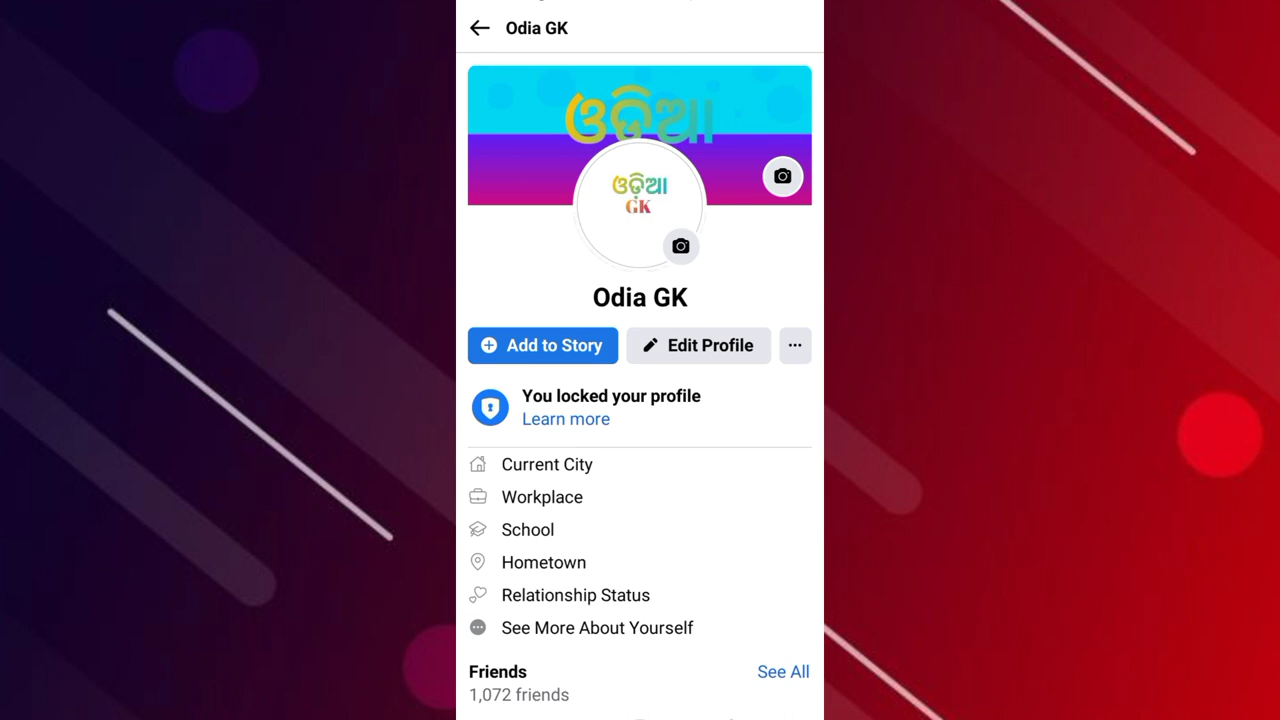 Odia GK
ଓଡ଼ିଆ
ଓଡ଼ିଆ
GK
Odia GK
Add to Story
Edit Profile
You locked your profile
Learn more
Current City
Workplace
School
Hometown
Relationship Status
See More About Yourself
Friends
See All
1,072 friends